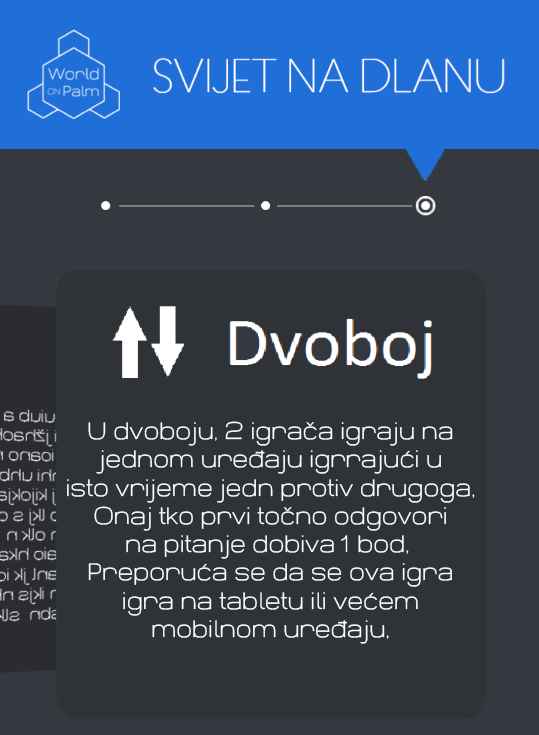 World
ON Palm
SVIJET NA DLANU
Dvoboj
U dvoboju, 2 igrača igraju na
jednom uređaju igrrajući u
isto vrijeme jedn protiv drugoga,
Onaj tko prvi točno odgovori
na pitanje dobiva 1 bod,
Preporuća se da se ova igra
igra na tabletu ili većem
mobilnom uređaju,